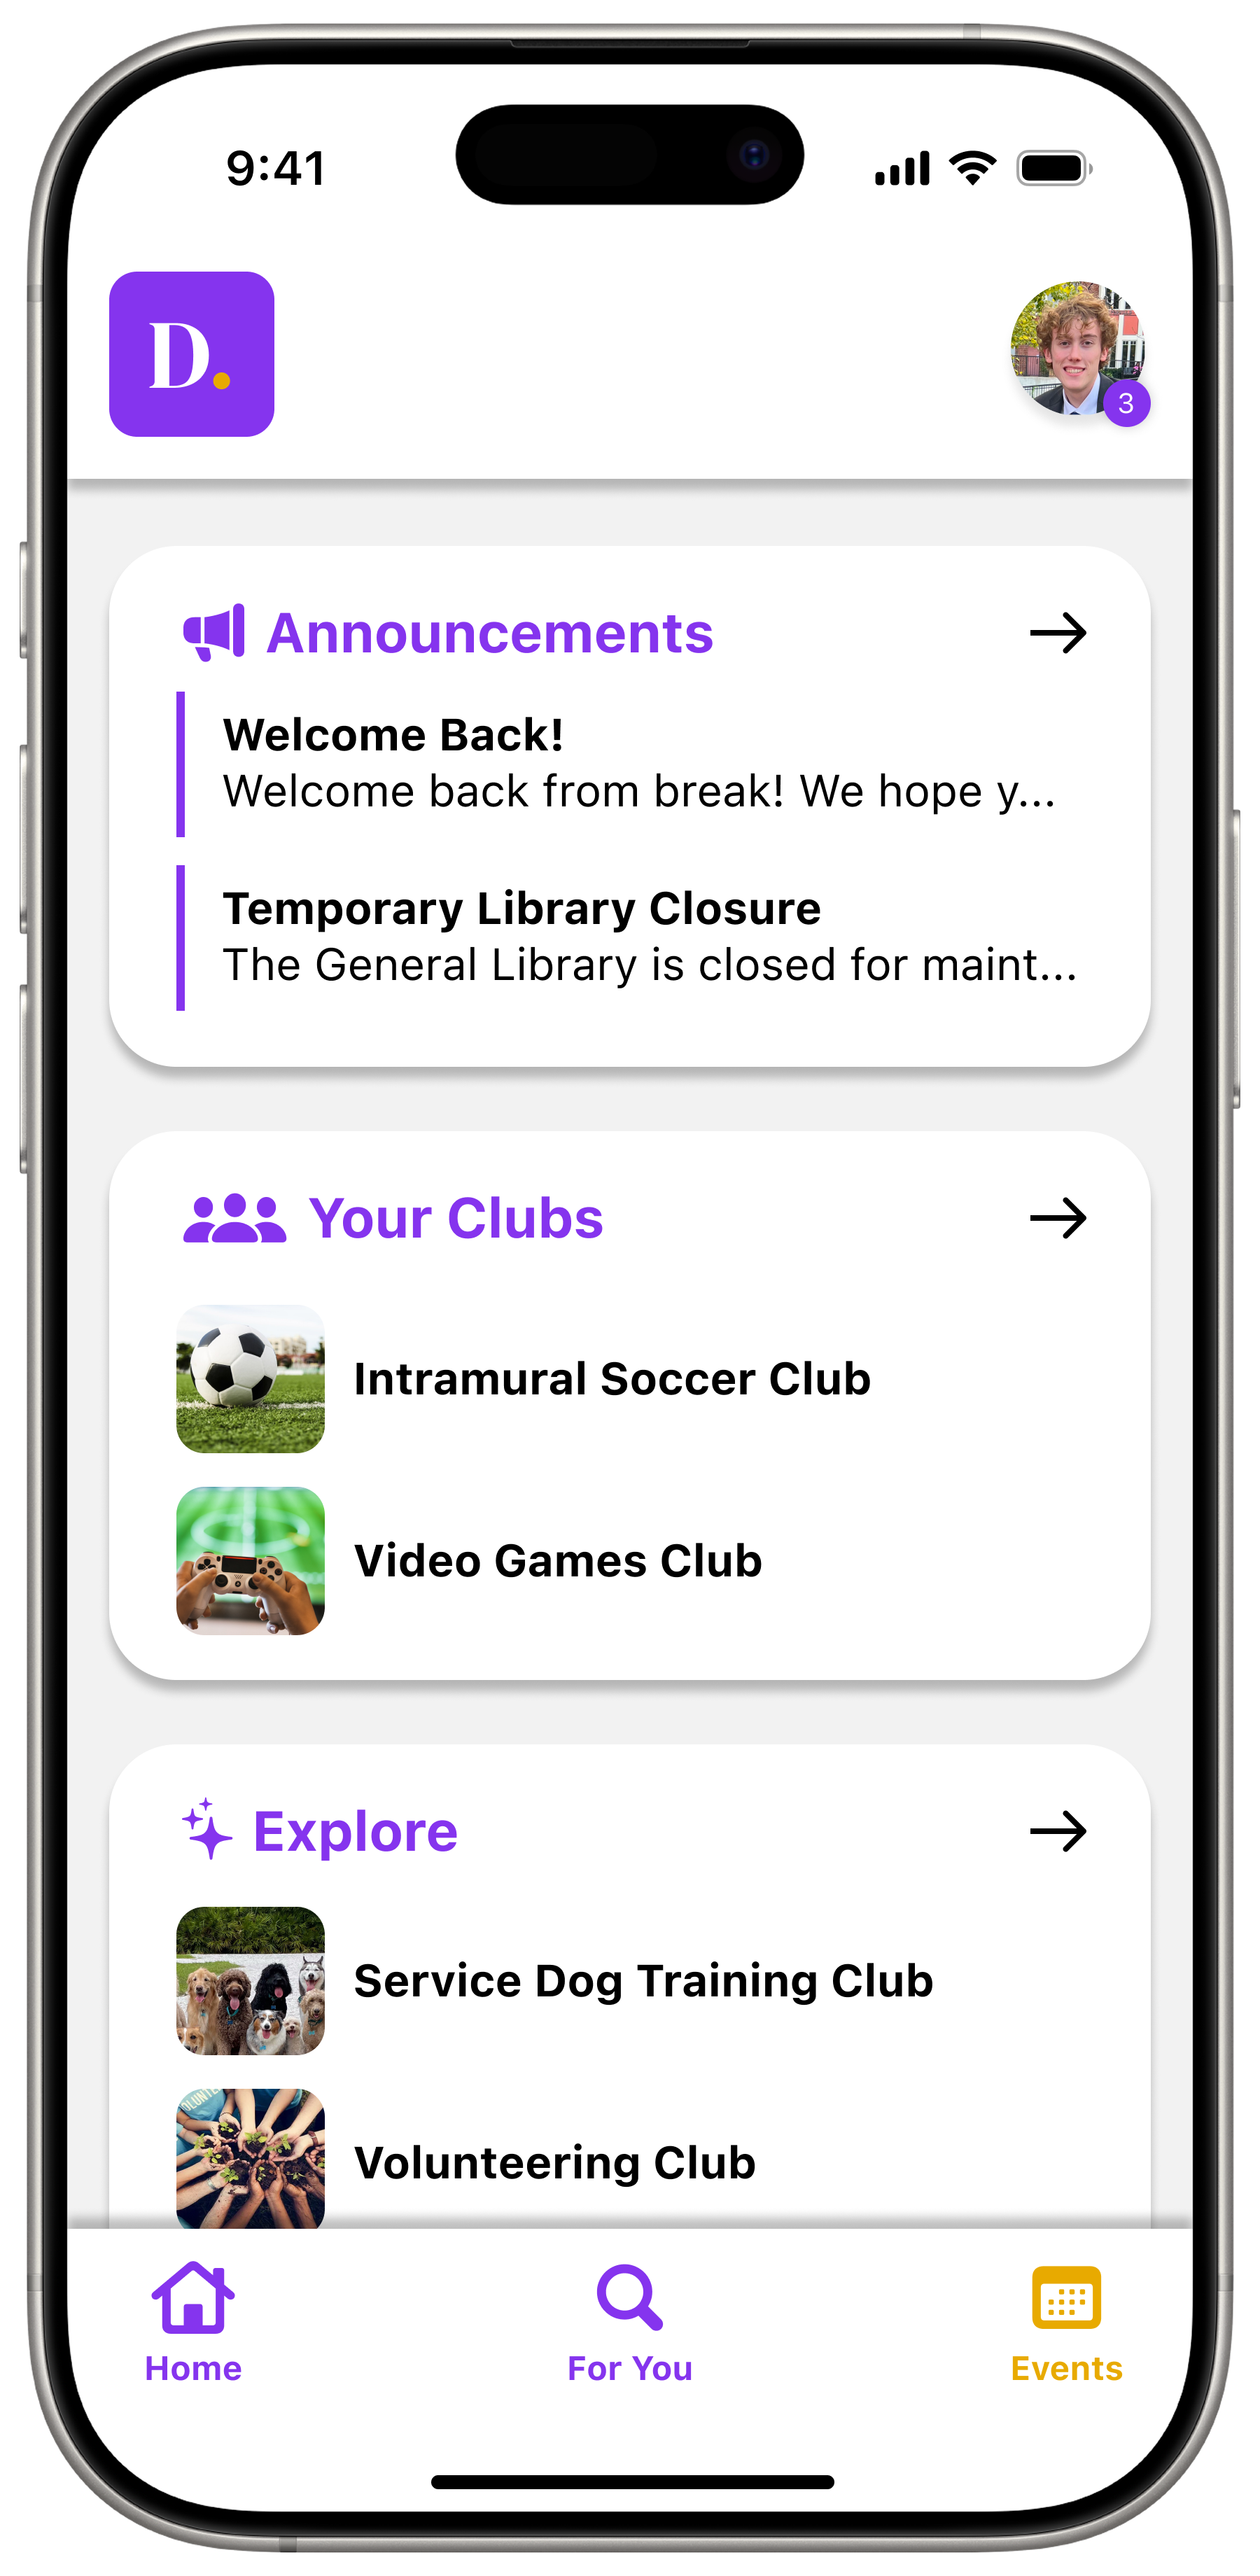 9:41
D.
3
Announcements
Welcome Back!
Welcome back from break! We hope y...
Temporary Library Closure
The General Library is closed for maint...
Your Clubs
Intramural Soccer Club
Video Games Club
Explore
Service Dog Training Club
Volunteering Club
Home
For You
Events